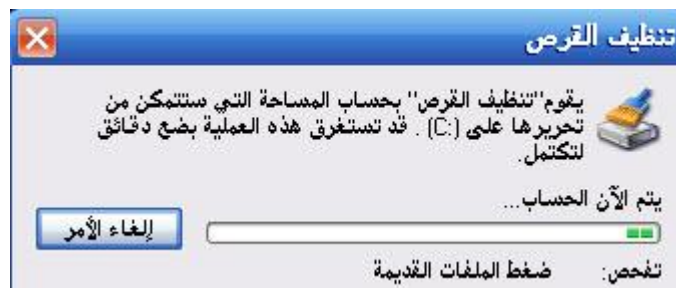 تنظيف القرص
يقوم"تنظيف القرص" بحساب المساحة التي ستتمكن من
تحريرها على (C:) . قد تستغرق هذه العملية بضع دقائق
لتكتمل.
يتم الآن الحساب...
إلغاء الأمر
تفحص: ضغط الملفات القديمة